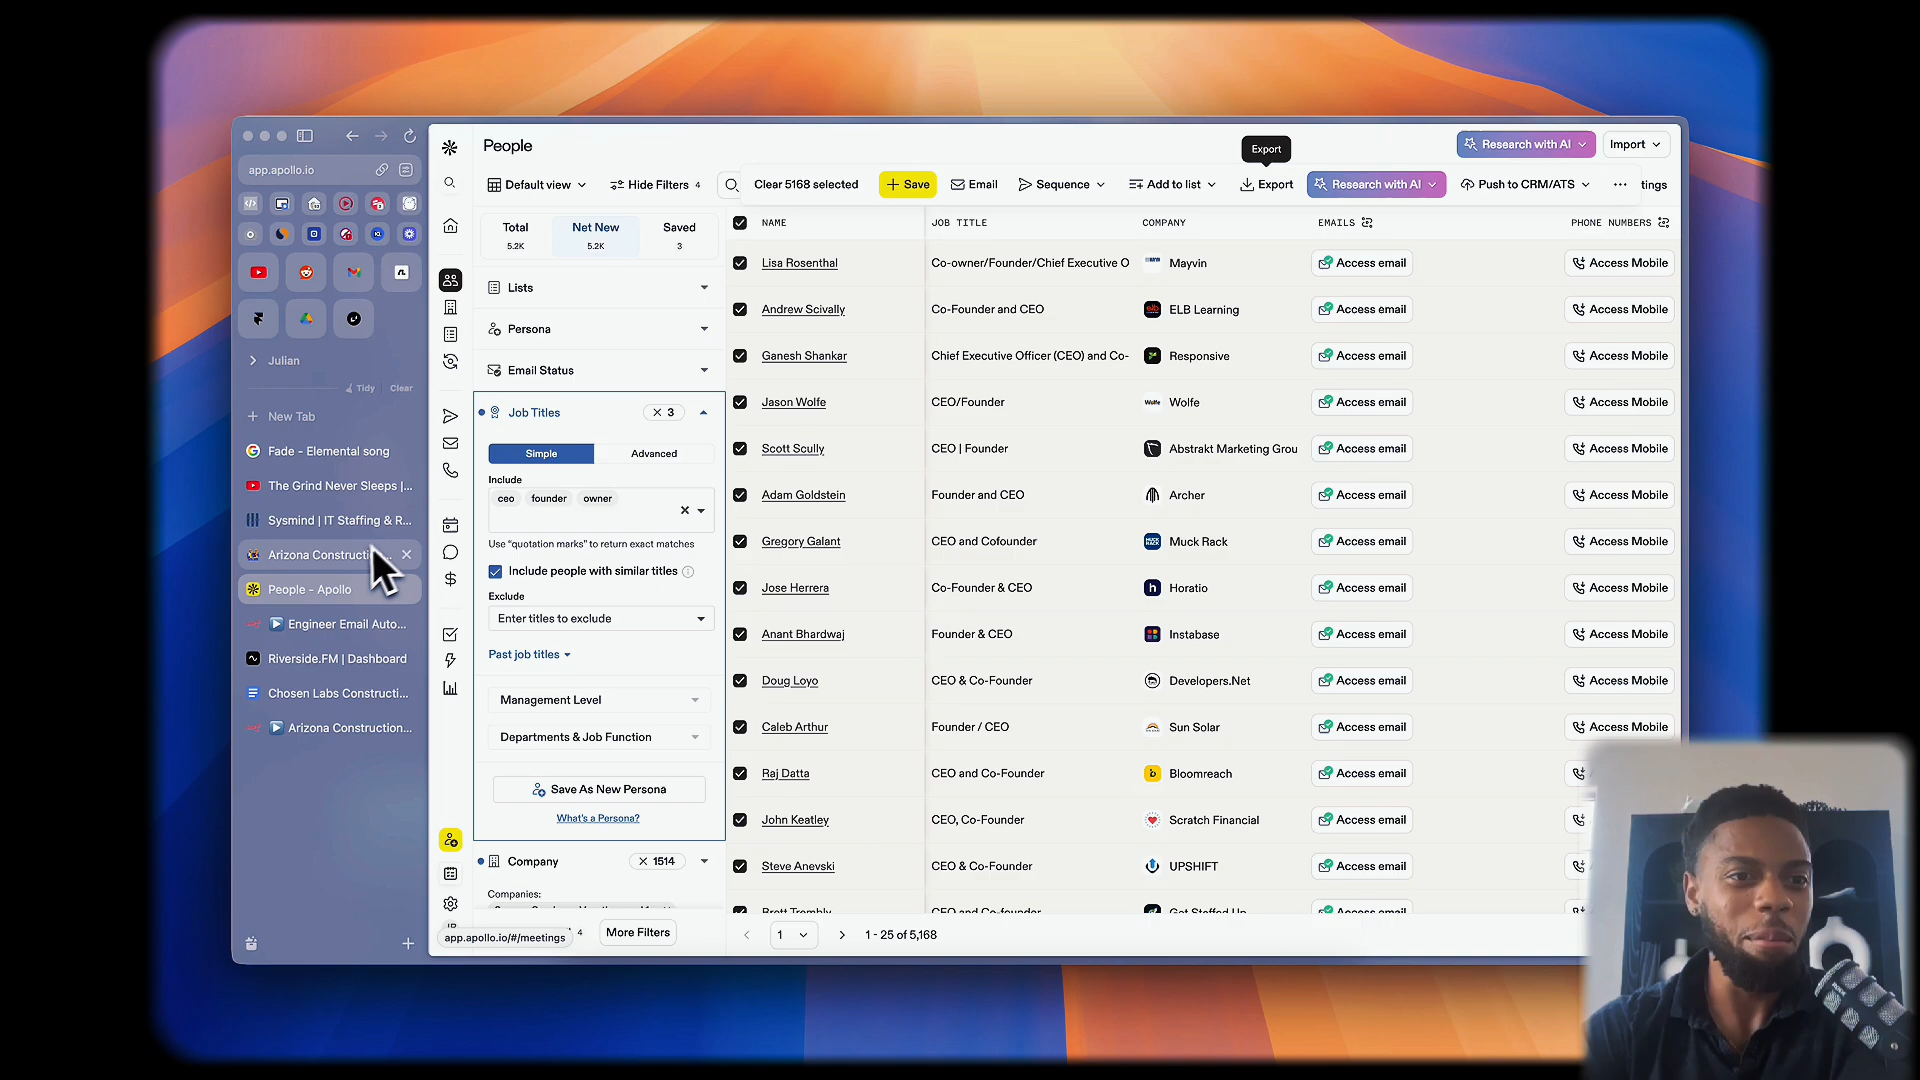 app.apollo.io
Julian
Tidy
Clear
New Tab
Fade - Elemental song
The Grind Never Sleeps |...
Sysmind | IT Staffing & R...
Arizona Constructi...
People - Apollo
Engineer Email Auto...
Riverside.FM | Dashboard
Chosen Labs Constructi...
Arizona Construction...
People
Export
Research with AI
Import
Default view
Hide Filters 4
Clear 5168 selected
+ Save
Email
Sequence
Add to list
Export
Research with AI
Push to CRM/ATS
... tings
Total
5.2K
Net New
5.2K
Saved
3
Lists
Persona
Email Status
Job Titles
× 3
Simple
Advanced
Include
ceo founder owner
Use “quotation marks” to return exact matches
Include people with similar titles
Exclude
Enter titles to exclude
Past job titles
Management Level
Departments & Job Function
Save As New Persona
What's a Persona?
Company
× 1514
Companies:
4
More Filters
app.apollo.io/#/meetings
NAME JOB TITLE COMPANY EMAILS PHONE NUMBERS
Lisa Rosenthal Co-owner/Founder/Chief Executive O Mayvin Access email Access Mobile
Andrew Scivally Co-Founder and CEO ELB Learning Access email Access Mobile
Ganesh Shankar Chief Executive Officer (CEO) and Co- Responsive Access email Access Mobile
Jason Wolfe CEO/Founder Wolfe Access email Access Mobile
Scott Scully CEO | Founder Abstrakt Marketing Grou Access email Access Mobile
Adam Goldstein Founder and CEO Archer Access email Access Mobile
Gregory Galant CEO and Cofounder Muck Rack Access email Access Mobile
Jose Herrera Co-Founder & CEO Horatio Access email Access Mobile
Anant Bhardwaj Founder & CEO Instabase Access email Access Mobile
Doug Loyo CEO & Co-Founder Developers.Net Access email Access Mobile
Caleb Arthur Founder / CEO Sun Solar Access email Access Mobile
Raj Datta CEO and Co-Founder Bloomreach Access email
John Keatley CEO, Co-Founder Scratch Financial Access email
Steve Anevski CEO & Co-Founder UPSHIFT Access email
Brett Trembly CEO and Co-founder Get Staffed Up Access email
1
1 - 25 of 5,168